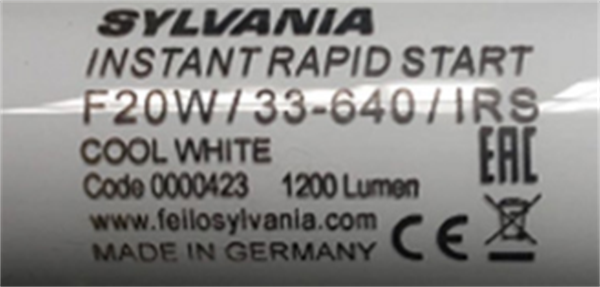 SYLVANIA
INSTANT RAPID START
F20W/33-640/IRS
COOL WHITE EAC
Code 0000423 1200 Lumen
www.feilosylvania.com
MADE IN GERMANY CE